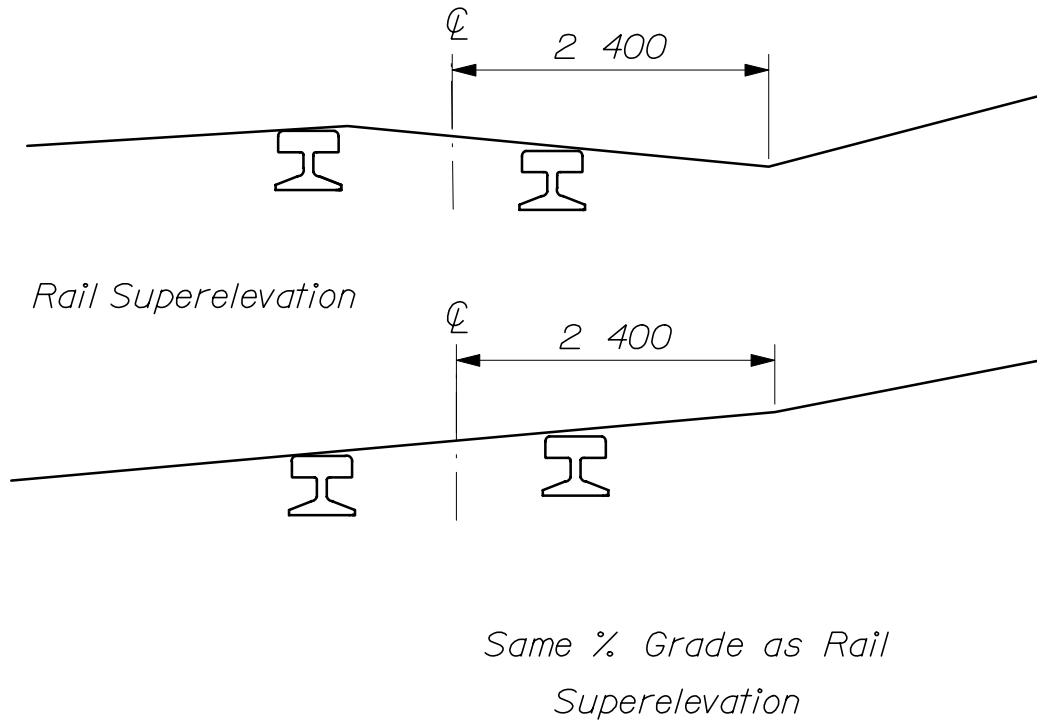 ℄
2 400
Rail Superelevation
℄
2 400
Same % Grade as Rail
Superelevation